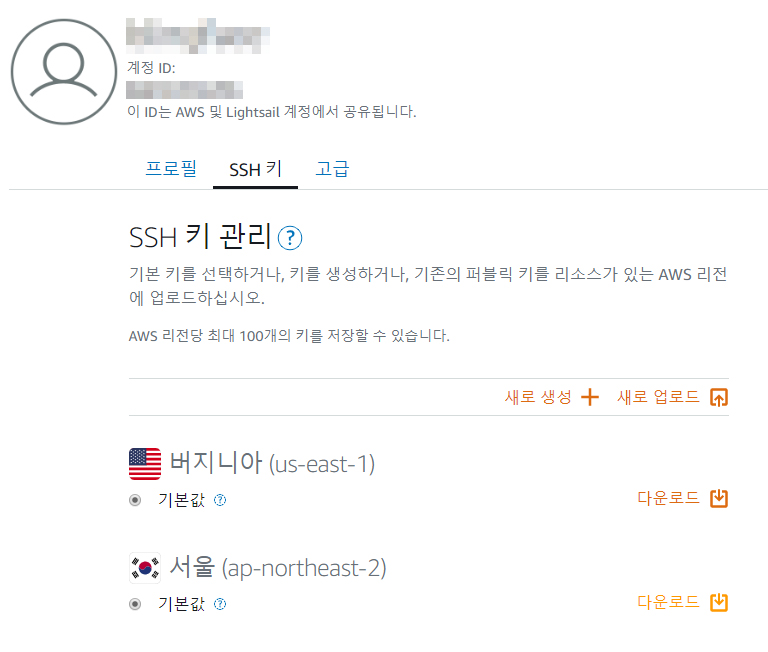 계정 ID:
이 ID는 AWS 및 Lightsail 계정에서 공유됩니다.
프로필 SSH 키 고급
SSH 키 관리 ?
기본 키를 선택하거나, 키를 생성하거나, 기존의 퍼블릭 키를 리소스가 있는 AWS 리전
에 업로드하십시오.
AWS 리전당 최대 100개의 키를 저장할 수 있습니다.
새로 생성 + 새로 업로드
버지니아 (us-east-1)
기본값 ? 다운로드
서울 (ap-northeast-2)
기본값 ? 다운로드